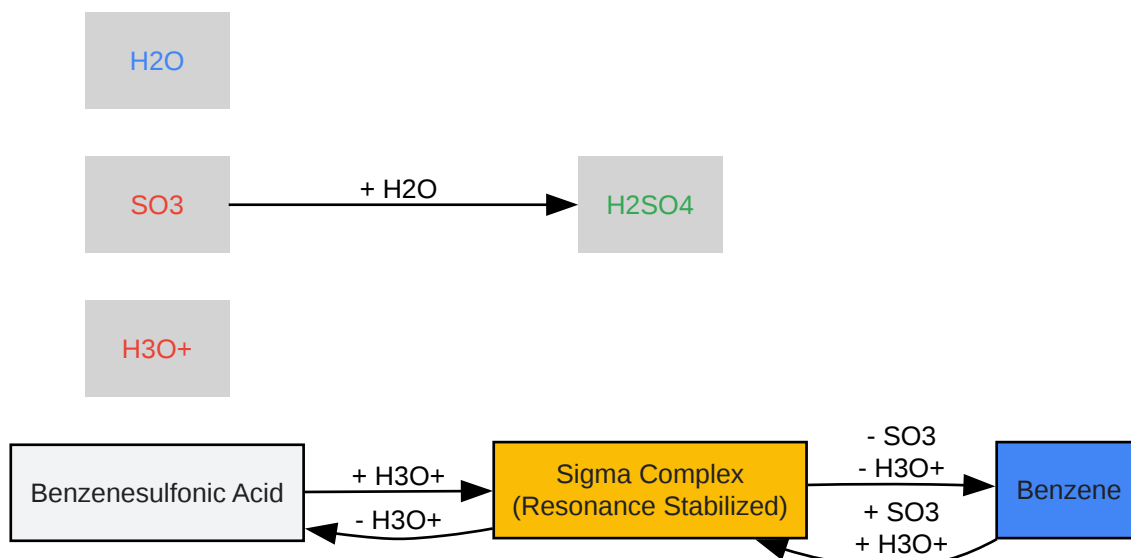 H2O
SO3
+ H2O
H2SO4
H3O+
Benzenesulfonic Acid
+ H3O+
- H3O+
Sigma Complex
(Resonance Stabilized)
- SO3
- H3O+
+ SO3
+ H3O+
Benzene